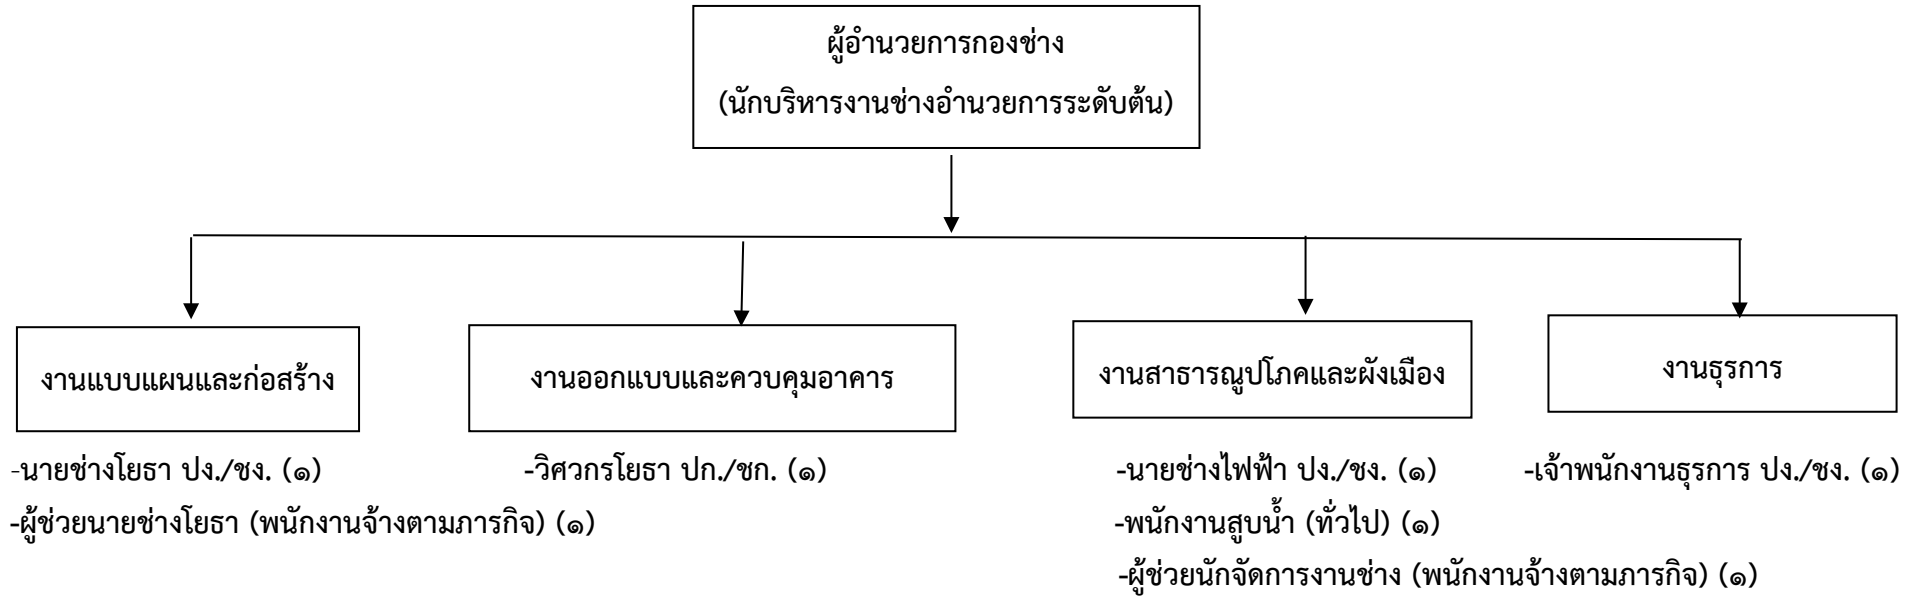 ผู้อำนวยการกองช่าง
(นักบริหารงานช่างอำนวยการระดับต้น)
งานแบบแผนและก่อสร้าง
งานออกแบบและควบคุมอาคาร
งานสาธารณูปโภคและผังเมือง
งานธุรการ
-นายช่างโยธา ปง./ชง. (๑)
-ผู้ช่วยนายช่างโยธา (พนักงานจ้างตามภารกิจ) (๑)
-วิศวกรโยธา ปก./ชก. (๑)
-นายช่างไฟฟ้า ปง./ชง. (๑)
-พนักงานสูบน้ำ (ทั่วไป) (๑)
-ผู้ช่วยนักจัดการงานช่าง (พนักงานจ้างตามภารกิจ) (๑)
-เจ้าพนักงานธุรการ ปง./ชง. (๑)